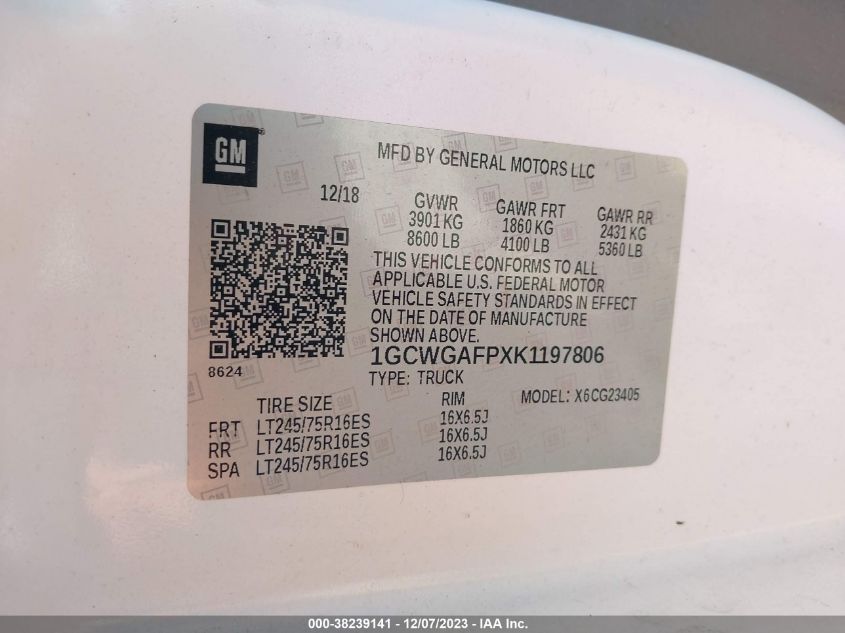 GM
MFD BY GENERAL MOTORS LLC
12/18
GVWR GAWR FRT GAWR RR
3901 KG 1860 KG 2431 KG
8600 LB 4100 LB 5360 LB
THIS VEHICLE CONFORMS TO ALL
APPLICABLE U.S. FEDERAL MOTOR
VEHICLE SAFETY STANDARDS IN EFFECT
ON THE DATE OF MANUFACTURE
SHOWN ABOVE.
1GCWGAFPXK1197806
8624
TYPE: TRUCK MODEL: X6CG23405
TIRE SIZE RIM
FRT LT245/75R16ES 16X6.5J
RR LT245/75R16ES 16X6.5J
SPA LT245/75R16ES 16X6.5J
000-38239141 - 12/07/2023 - IAA Inc.